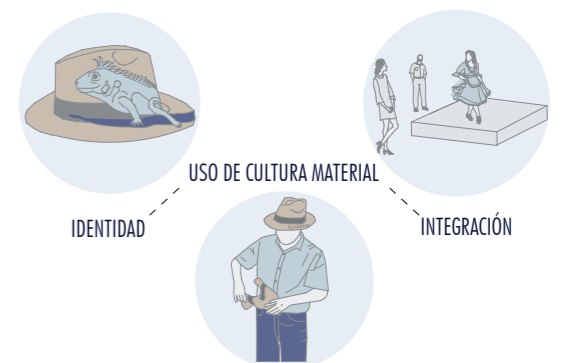 USO DE CULTURA MATERIAL
IDENTIDAD
INTEGRACIÓN